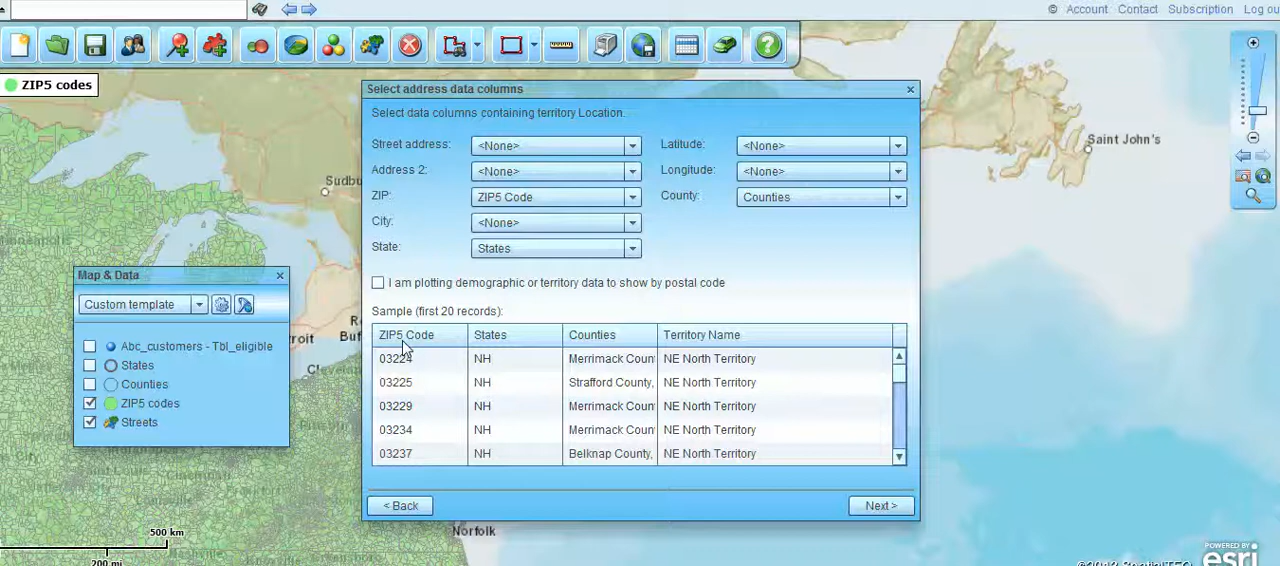 © Account Contact Subscription Log ou
ZIP5 codes
Select address data columns
Select data columns containing territory Location.
Street address: <None> Latitude: <None>
Address 2: <None> Longitude: <None>
ZIP: ZIP5 Code County: Counties
City: <None>
State: States
I am plotting demographic or territory data to show by postal code
Sample (first 20 records):
ZIP5 Code States Counties Territory Name
03224 NH Merrimack Coun NE North Territory
03225 NH Strafford County, NE North Territory
03229 NH Merrimack Coun NE North Territory
03234 NH Merrimack Coun NE North Territory
03237 NH Belknap County, NE North Territory
< Back Next >
Map & Data
Custom template
Abc_customers - Tbl_eligible
States
Counties
ZIP5 codes
Streets
Saint John's
Sudbu
Norfolk
500 km
200 mi
POWERED BY
esri